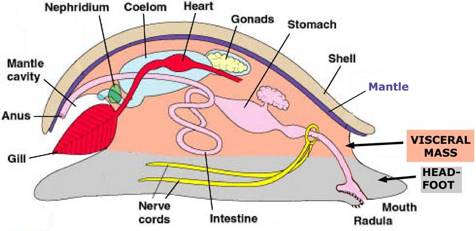 Nephridium
Coelom
Heart
Gonads
Stomach
Shell
Mantle
Mantle
cavity
Anus
Gill
Nerve
cords
Intestine
VISCERAL
MASS
HEAD-
FOOT
Mouth
Radula